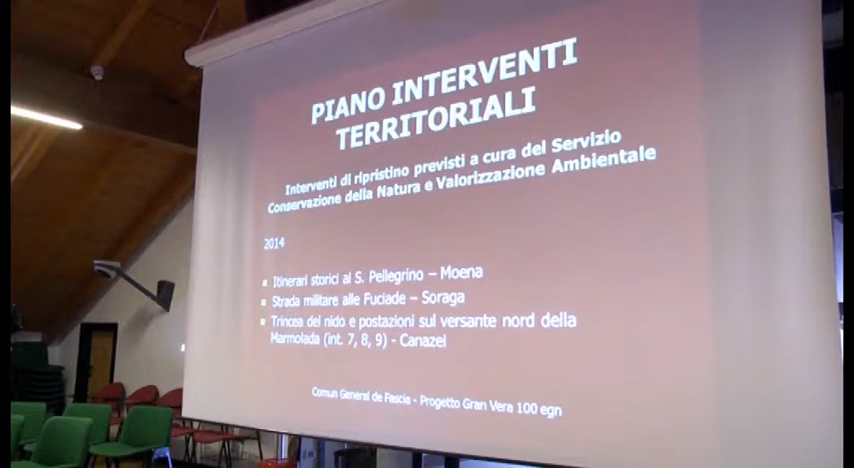 PIANO INTERVENTI
TERRITORIALI
Interventi di ripristino previsti a cura del Servizio
Conservazione della Natura e Valorizzazione Ambientale
2014
Itinerari storici al S. Pellegrino – Moena
Strada militare alle Fuciade – Soraga
Trincea del nido e postazioni sul versante nord della
Marmolada (int. 7, 8, 9) - Canazei
Comun General de Fascia - Progetto Gran Vera 100 egn